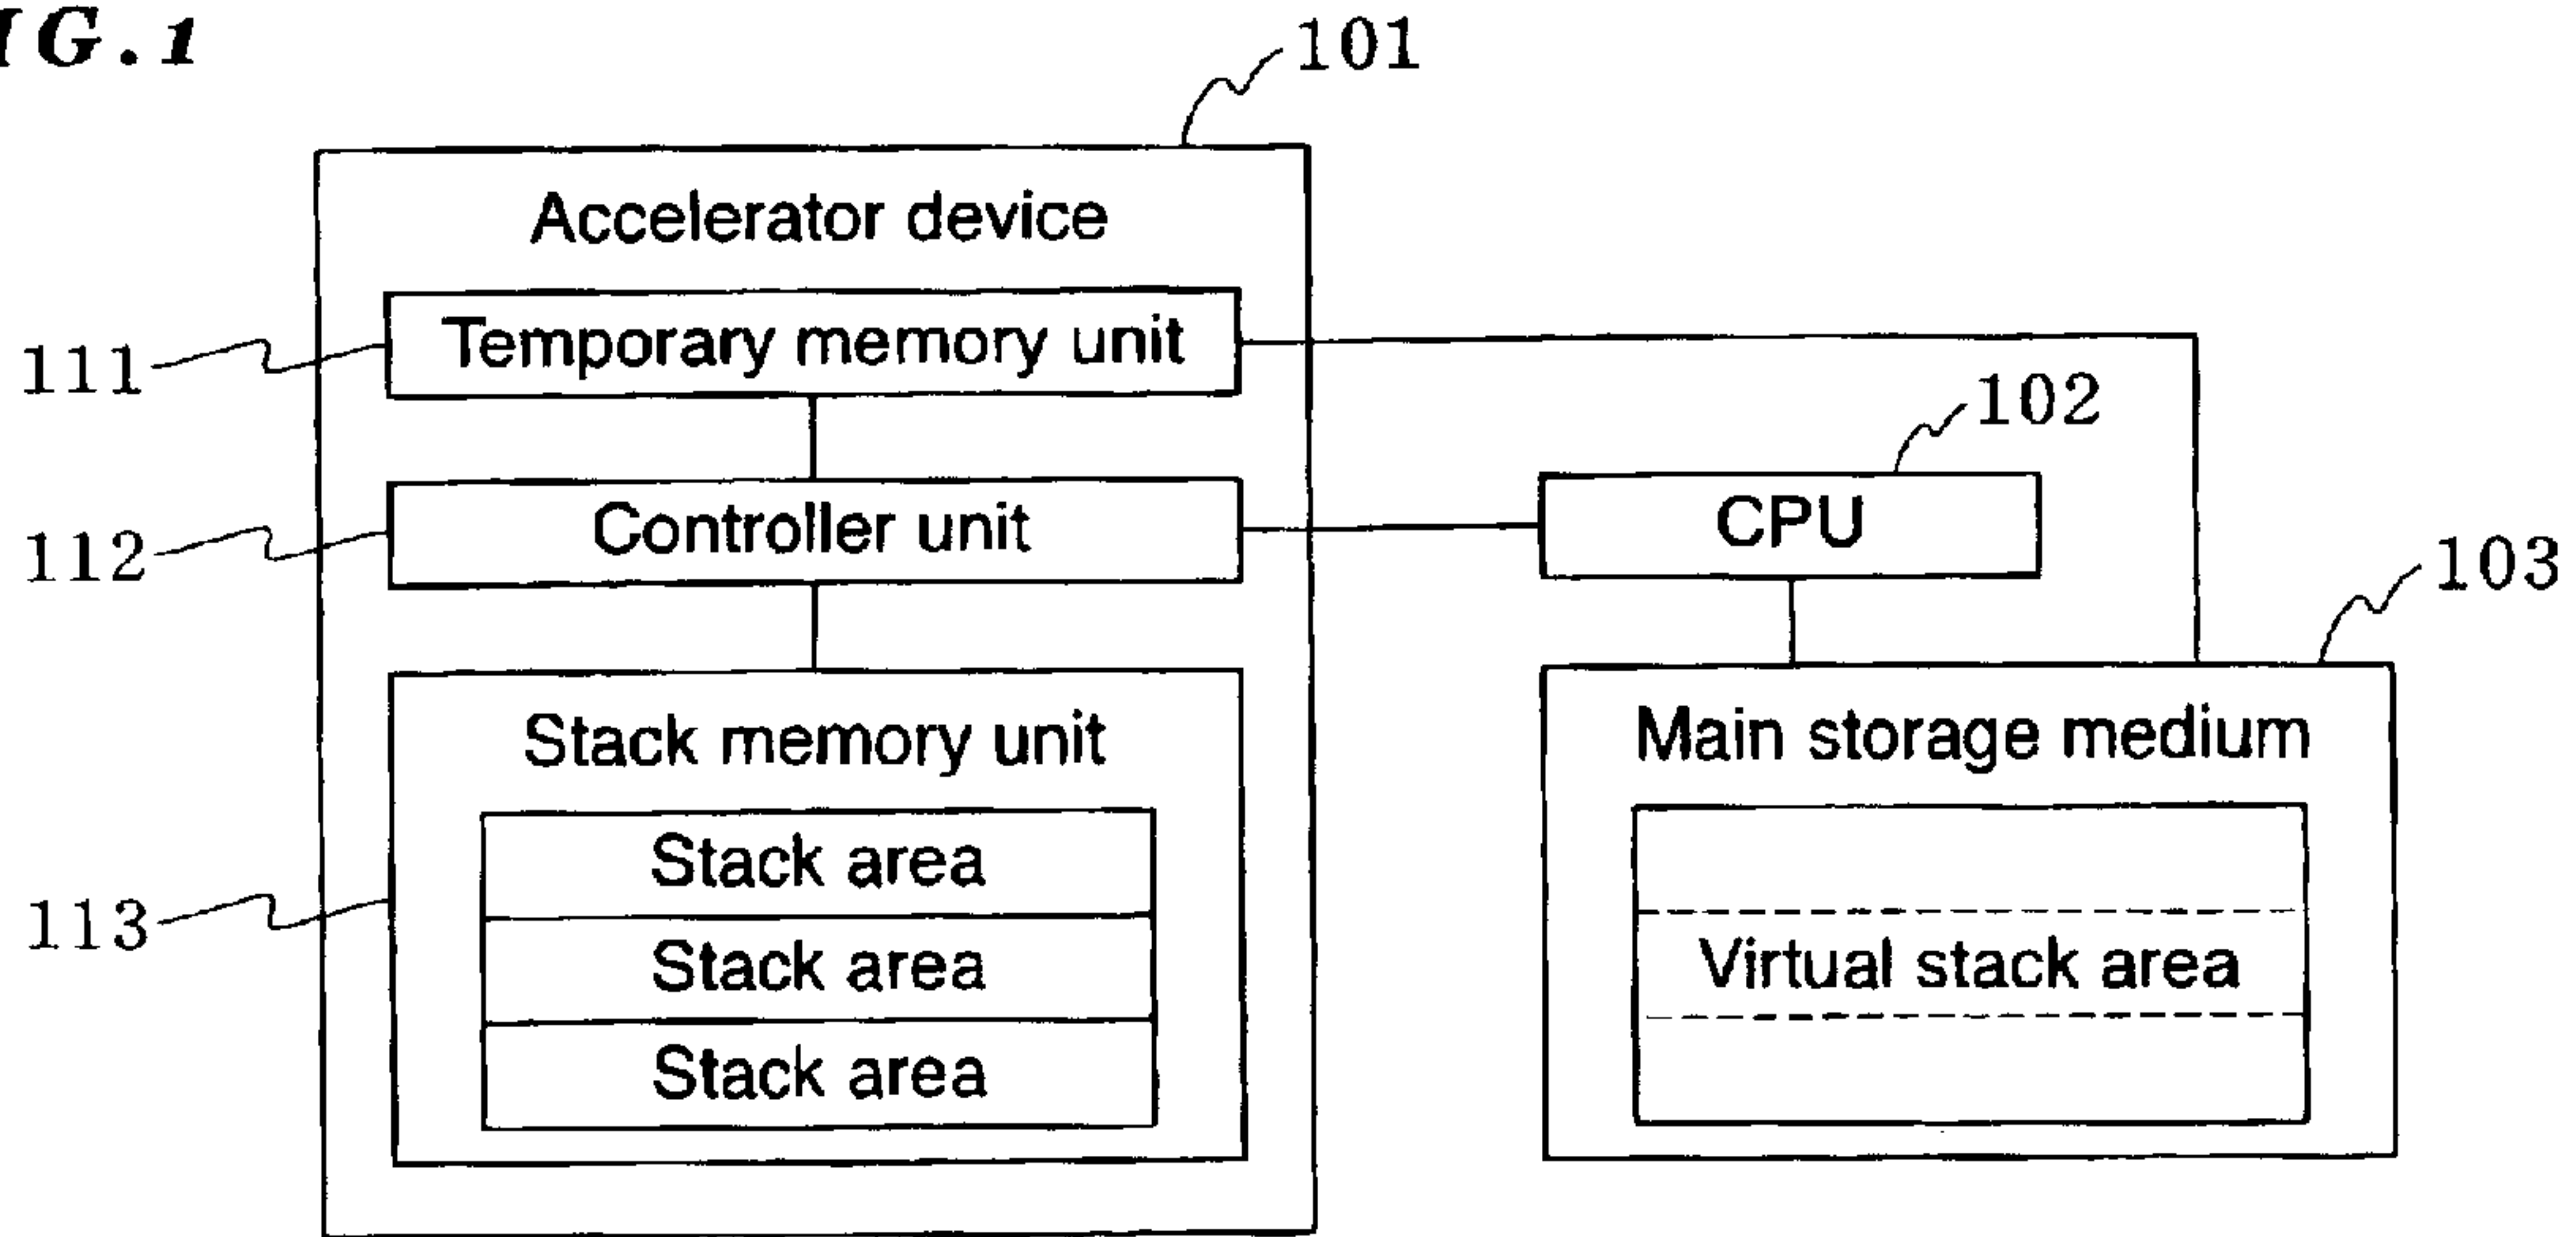 IG.1
101
Accelerator device
111
Temporary memory unit
102
112
Controller unit
CPU
103
113
Stack memory unit
Stack area
Stack area
Stack area
Main storage medium
Virtual stack area